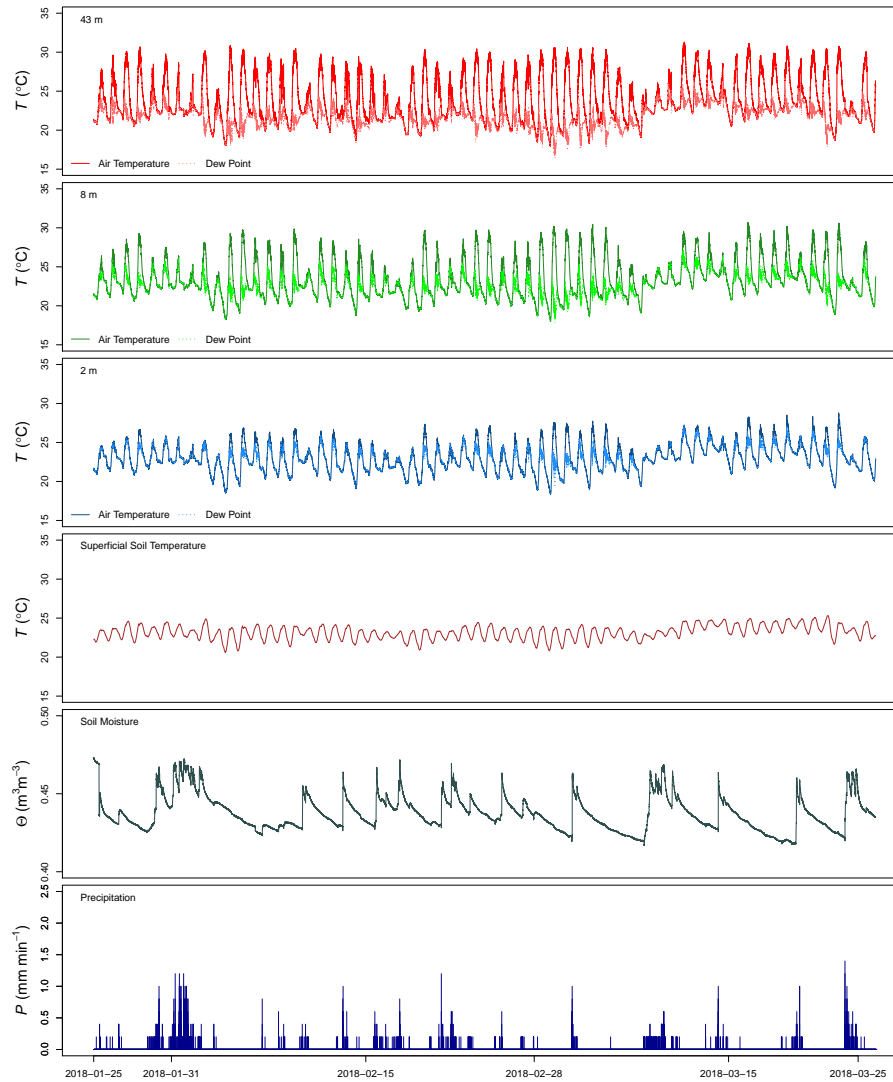 43 m
35
30
25
20
15
T (°C)
Air Temperature Dew Point
8 m
35
30
25
20
15
T (°C)
Air Temperature Dew Point
2 m
35
30
25
20
15
T (°C)
Air Temperature Dew Point
Superficial Soil Temperature
35
30
25
20
15
T (°C)
Soil Moisture
0.50
0.45
0.40
Θ (m³m⁻³)
Precipitation
2.5
2.0
1.5
1.0
0.5
0.0
P (mm min⁻¹)
2018−01−25 2018−01−31 2018−02−15 2018−02−28 2018−03−15 2018−03−25